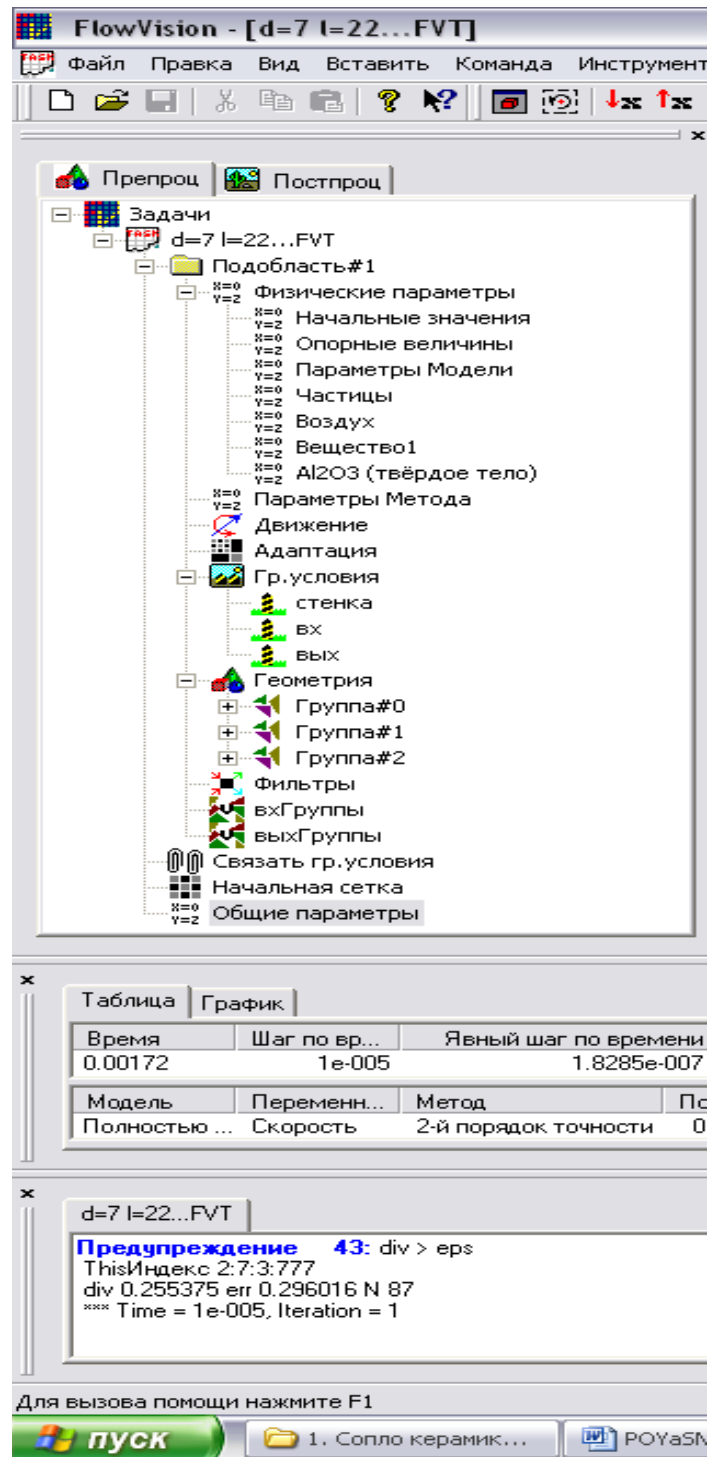 FlowVision - [d=7 l=22...FVT]
Файл Правка Вид Вставить Команда Инструмент
Препроц Постпроц
Задачи
d=7 l=22...FVT
Подобласть#1
Физические параметры
Начальные значения
Опорные величины
Параметры Модели
Частицы
Воздух
Вещество1
Al2O3 (твёрдое тело)
Параметры Метода
Движение
Адаптация
Гр.условия
стенка
вх
вых
Геометрия
Группа#0
Группа#1
Группа#2
Фильтры
вхГруппы
выхГруппы
Связать гр.условия
Начальная сетка
Общие параметры
Таблица График
Время Шаг по вр... Явный шаг по времени
0.00172 1e-005 1.8285e-007
Модель Переменн... Метод По
Полностью ... Скорость 2-й порядок точности 0
d=7 l=22...FVT
Предупреждение 43: div > eps
ThisИндекс 2:7:3:777
div 0.255375 err 0.296016 N 87
*** Time = 1e-005, Iteration = 1
Для вызова помощи нажмите F1
пуск 1. Сопло керамик... POYaSN